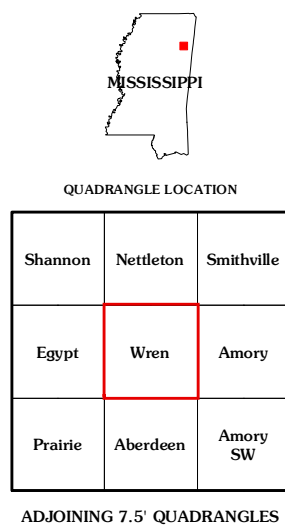 MISSISSIPPI
QUADRANGLE LOCATION
Shannon Nettleton Smithville
Egypt Wren Amory
Prairie Aberdeen Amory
SW
ADJOINING 7.5' QUADRANGLES